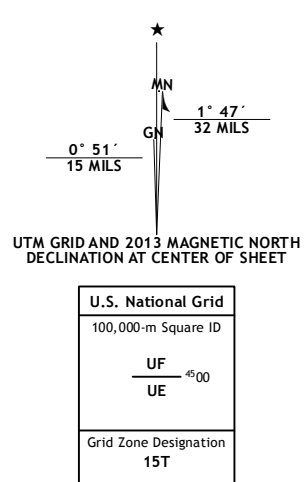 ★
MN
1° 47´
32 MILS
GN
0° 51´
15 MILS
UTM GRID AND 2013 MAGNETIC NORTH
DECLINATION AT CENTER OF SHEET
U.S. National Grid
100,000-m Square ID
UF
4500
UE
Grid Zone Designation
15T